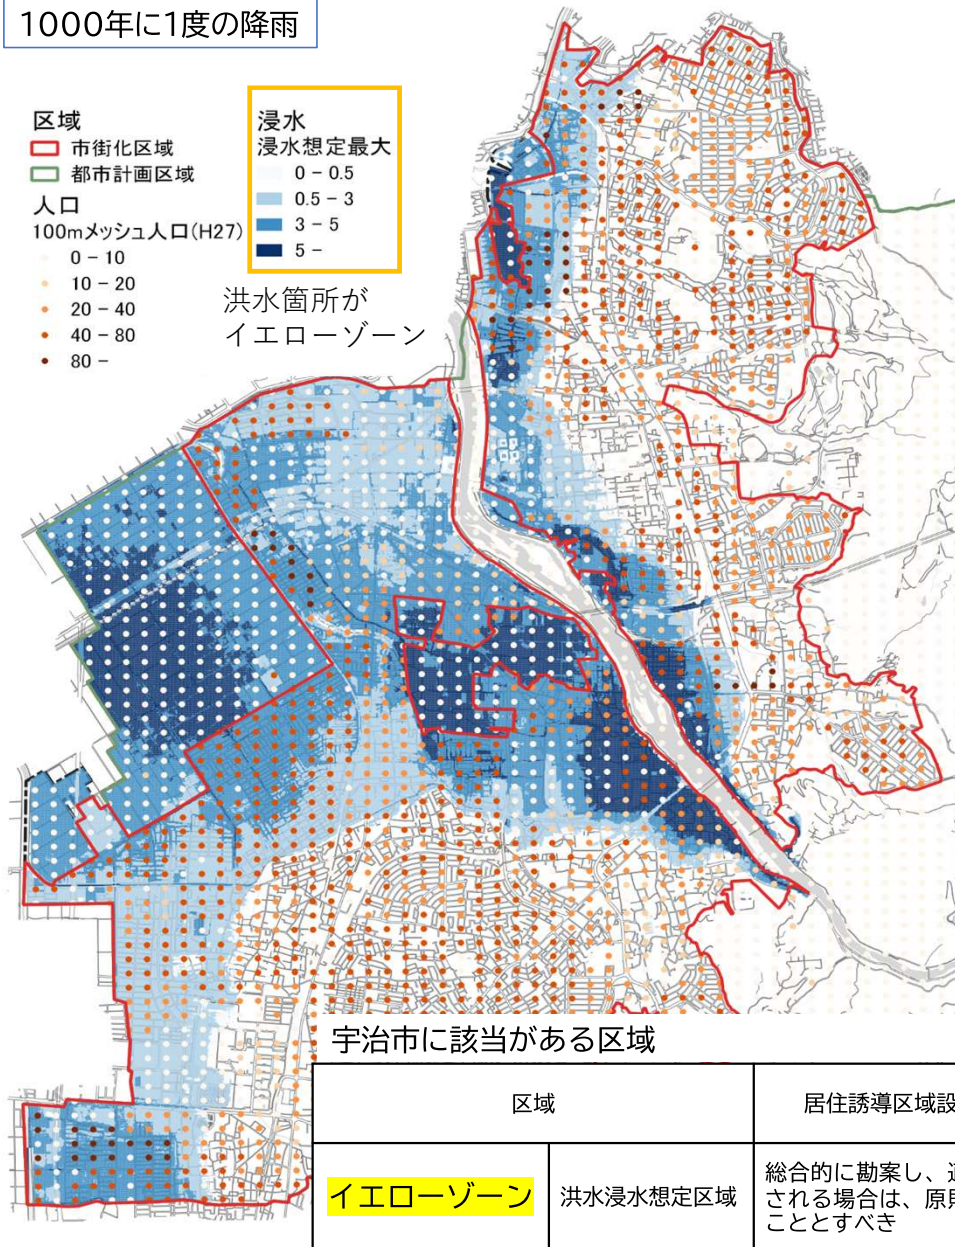 1000年に1度の降雨
区域
市街化区域
都市計画区域
人口
100mメッシュ人口(H27)
0 - 10
10 - 20
20 - 40
40 - 80
80 -
浸水
浸水想定最大
0 - 0.5
0.5 - 3
3 - 5
5 -
洪水箇所が
イエローゾーン
宇治市に該当がある区域
区域
居住誘導区域設
イエローゾーン
洪水浸水想定区域
総合的に勘案し、
される場合は、原
こととすべき